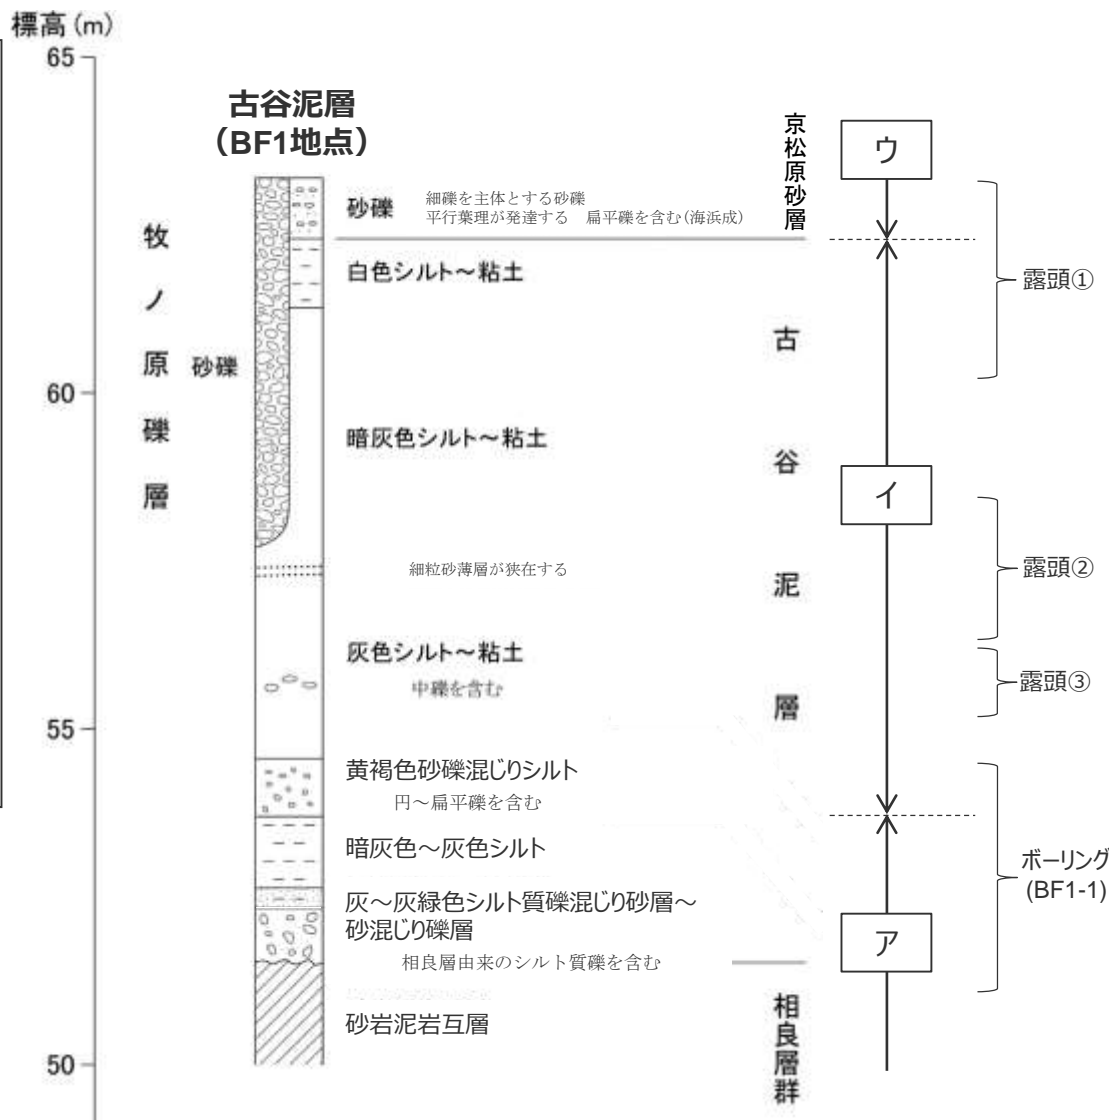 標高(m)
65
古谷泥層
(BF1地点)
京松原砂層
ウ
砂礫
細礫を主体とする砂礫
平行葉理が発達する 扁平礫を含む(海浜成)
牧ノ原礫層
白色シルト～粘土
露頭①
古谷泥層
砂礫
60
暗灰色シルト～粘土
イ
細粒砂薄層が狭在する
露頭②
灰色シルト～粘土
中礫を含む
露頭③
55
黄褐色砂礫混じりシルト
円～扁平礫を含む
暗灰色～灰色シルト
ボーリング
(BF1-1)
灰～灰緑色シルト質礫混じり砂層～
砂混じり礫層
ア
相良層由来のシルト質礫を含む
相良層群
砂岩泥岩互層
50